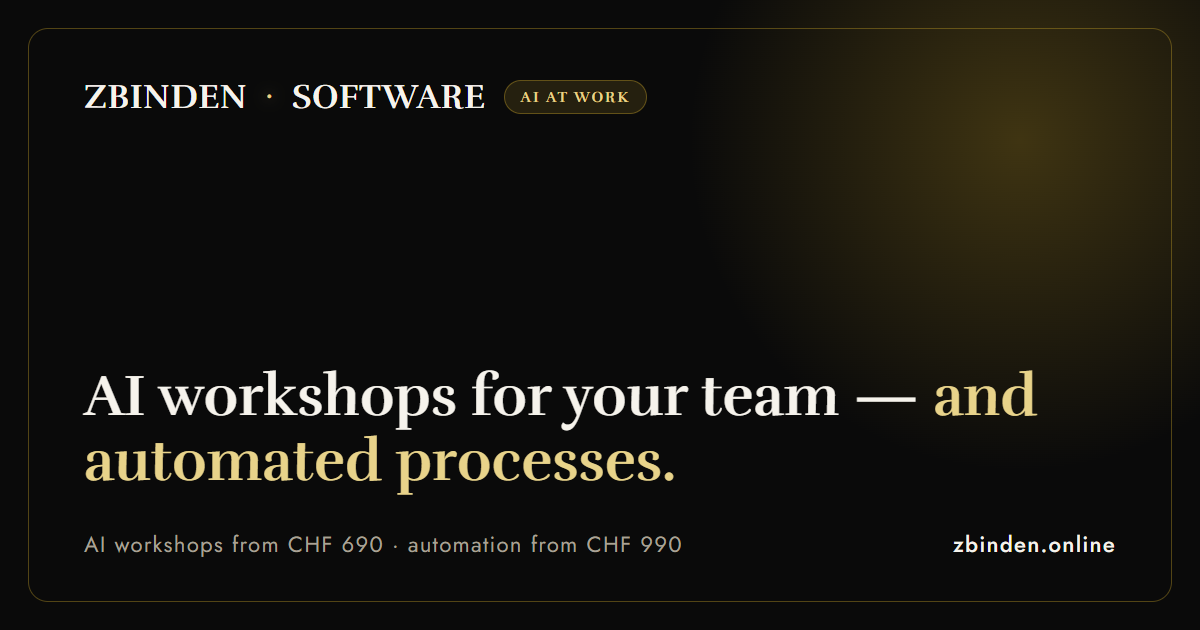 ZBINDEN · SOFTWARE AI AT WORK
AI workshops for your team — and
automated processes.
AI workshops from CHF 690 · automation from CHF 990
zbinden.online